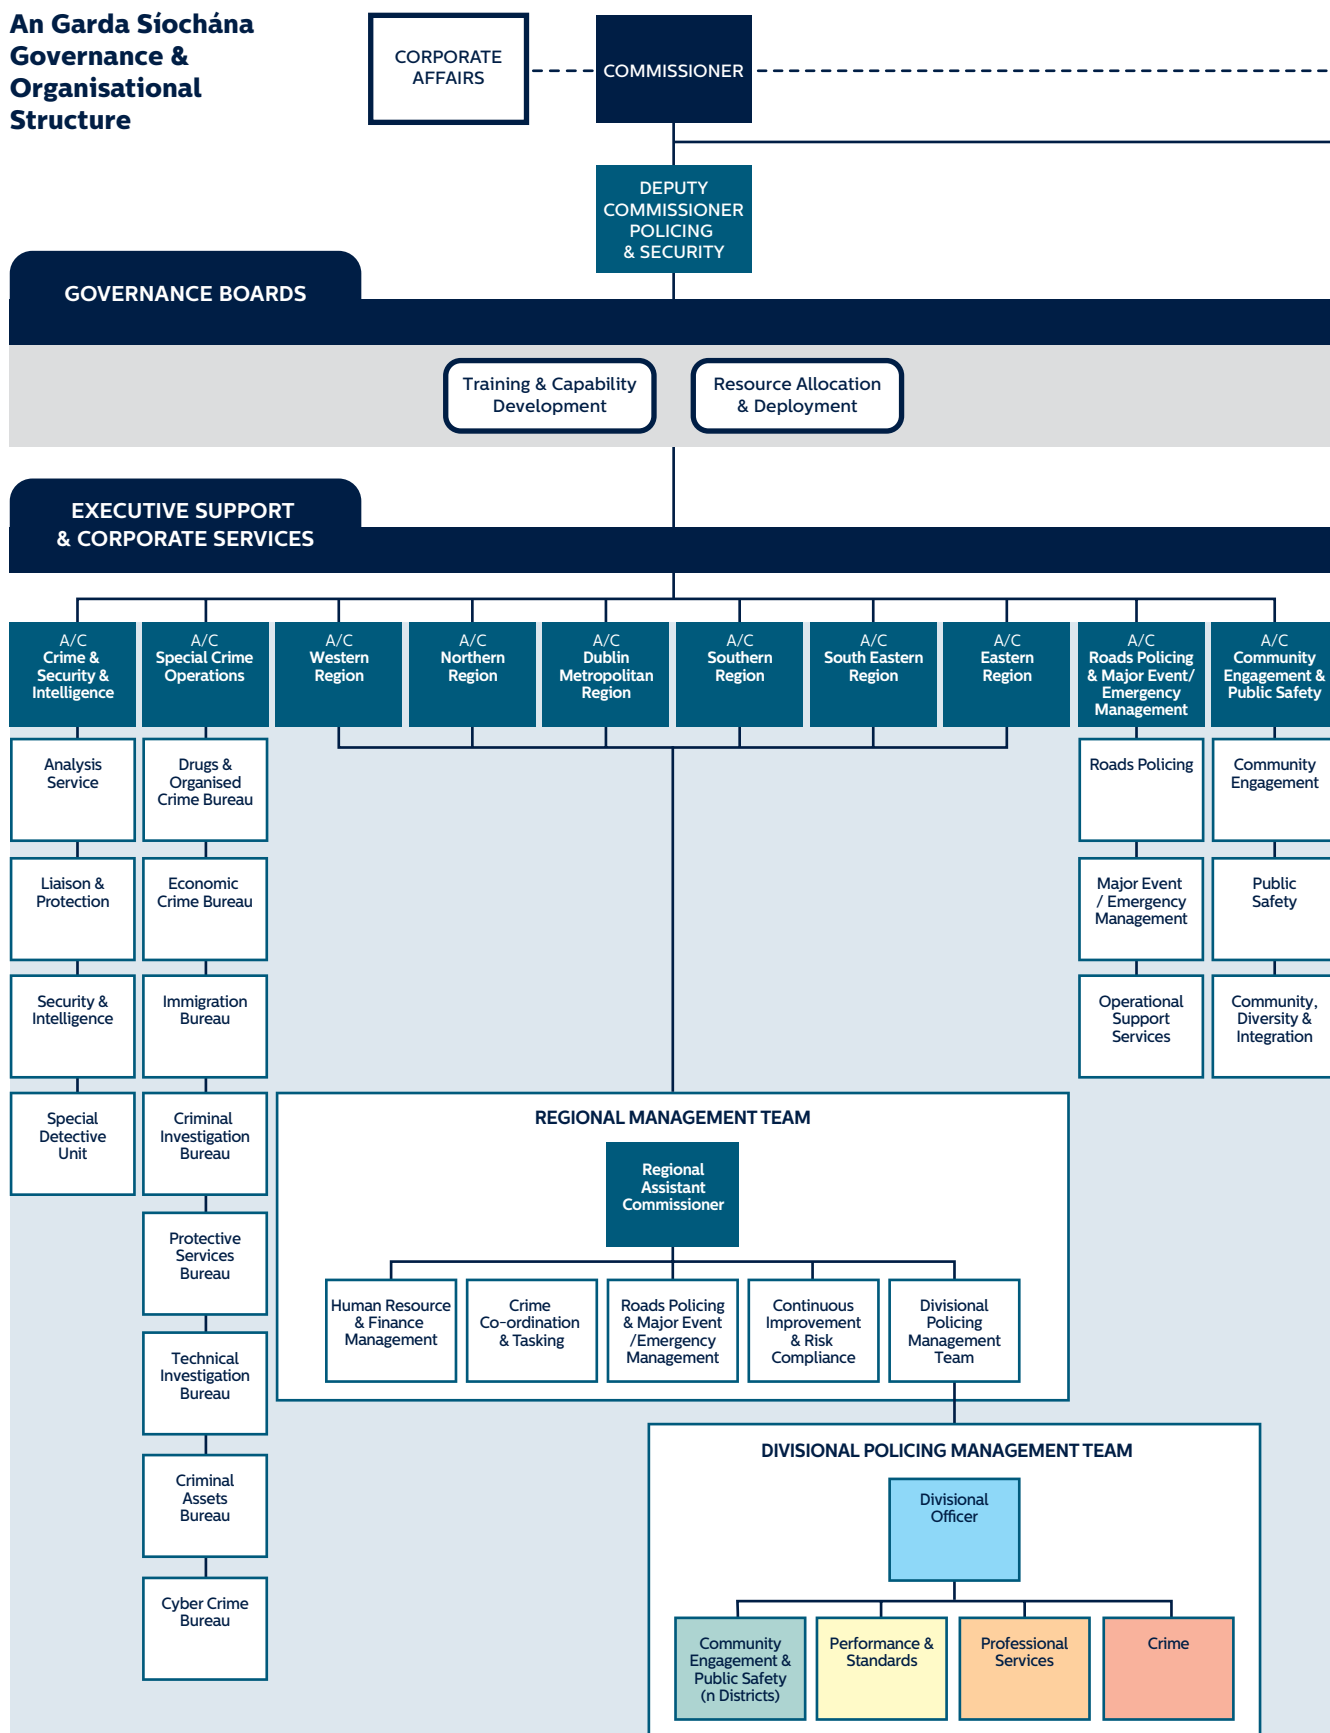 An Garda Síochána
Governance &
Organisational
Structure
CORPORATE
AFFAIRS
COMMISSIONER
DEPUTY
COMMISSIONER
POLICING
& SECURITY
GOVERNANCE BOARDS
Training & Capability
Development
Resource Allocation
& Deployment
EXECUTIVE SUPPORT
& CORPORATE SERVICES
A/C
Crime &
Security &
Intelligence
A/C
Special Crime
Operations
A/C
Western
Region
A/C
Northern
Region
A/C
Dublin
Metropolitan
Region
A/C
Southern
Region
A/C
South Eastern
Region
A/C
Eastern
Region
A/C
Roads Policing
& Major Event/
Emergency
Management
A/C
Community
Engagement &
Public Safety
Analysis
Service
Liaison &
Protection
Security &
Intelligence
Special
Detective
Unit
Drugs &
Organised
Crime Bureau
Economic
Crime Bureau
Immigration
Bureau
Criminal
Investigation
Bureau
Protective
Services
Bureau
Technical
Investigation
Bureau
Criminal
Assets
Bureau
Cyber Crime
Bureau
Roads Policing
Major Event
/ Emergency
Management
Operational
Support
Services
Community
Engagement
Public
Safety
Community,
Diversity &
Integration
REGIONAL MANAGEMENT TEAM
Regional
Assistant
Commissioner
Human Resource
& Finance
Management
Crime
Co-ordination
& Tasking
Roads Policing
& Major Event
/Emergency
Management
Continuous
Improvement
& Risk
Compliance
Divisional
Policing
Management
Team
DIVISIONAL POLICING MANAGEMENT TEAM
Divisional
Officer
Community
Engagement &
Public Safety
(n Districts)
Performance &
Standards
Professional
Services
Crime